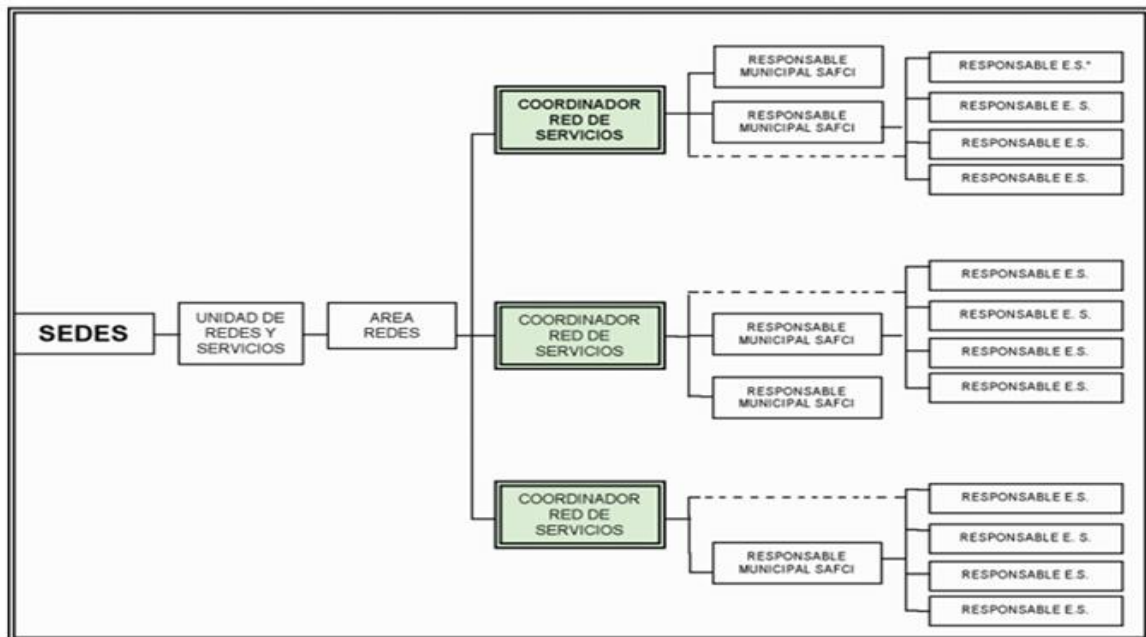 SEDES
UNIDAD DE
REDES Y
SERVICIOS
AREA
REDES
COORDINADOR
RED DE
SERVICIOS
RESPONSABLE
MUNICIPAL SAFCI
RESPONSABLE
MUNICIPAL SAFCI
RESPONSABLE E.S.*
RESPONSABLE E. S.
RESPONSABLE E.S.
RESPONSABLE E.S.
COORDINADOR
RED DE
SERVICIOS
RESPONSABLE
MUNICIPAL SAFCI
RESPONSABLE
MUNICIPAL SAFCI
RESPONSABLE E.S.
RESPONSABLE E. S.
RESPONSABLE E.S.
RESPONSABLE E.S.
COORDINADOR
RED DE
SERVICIOS
RESPONSABLE
MUNICIPAL SAFCI
RESPONSABLE E.S.
RESPONSABLE E. S.
RESPONSABLE E.S.
RESPONSABLE E.S.